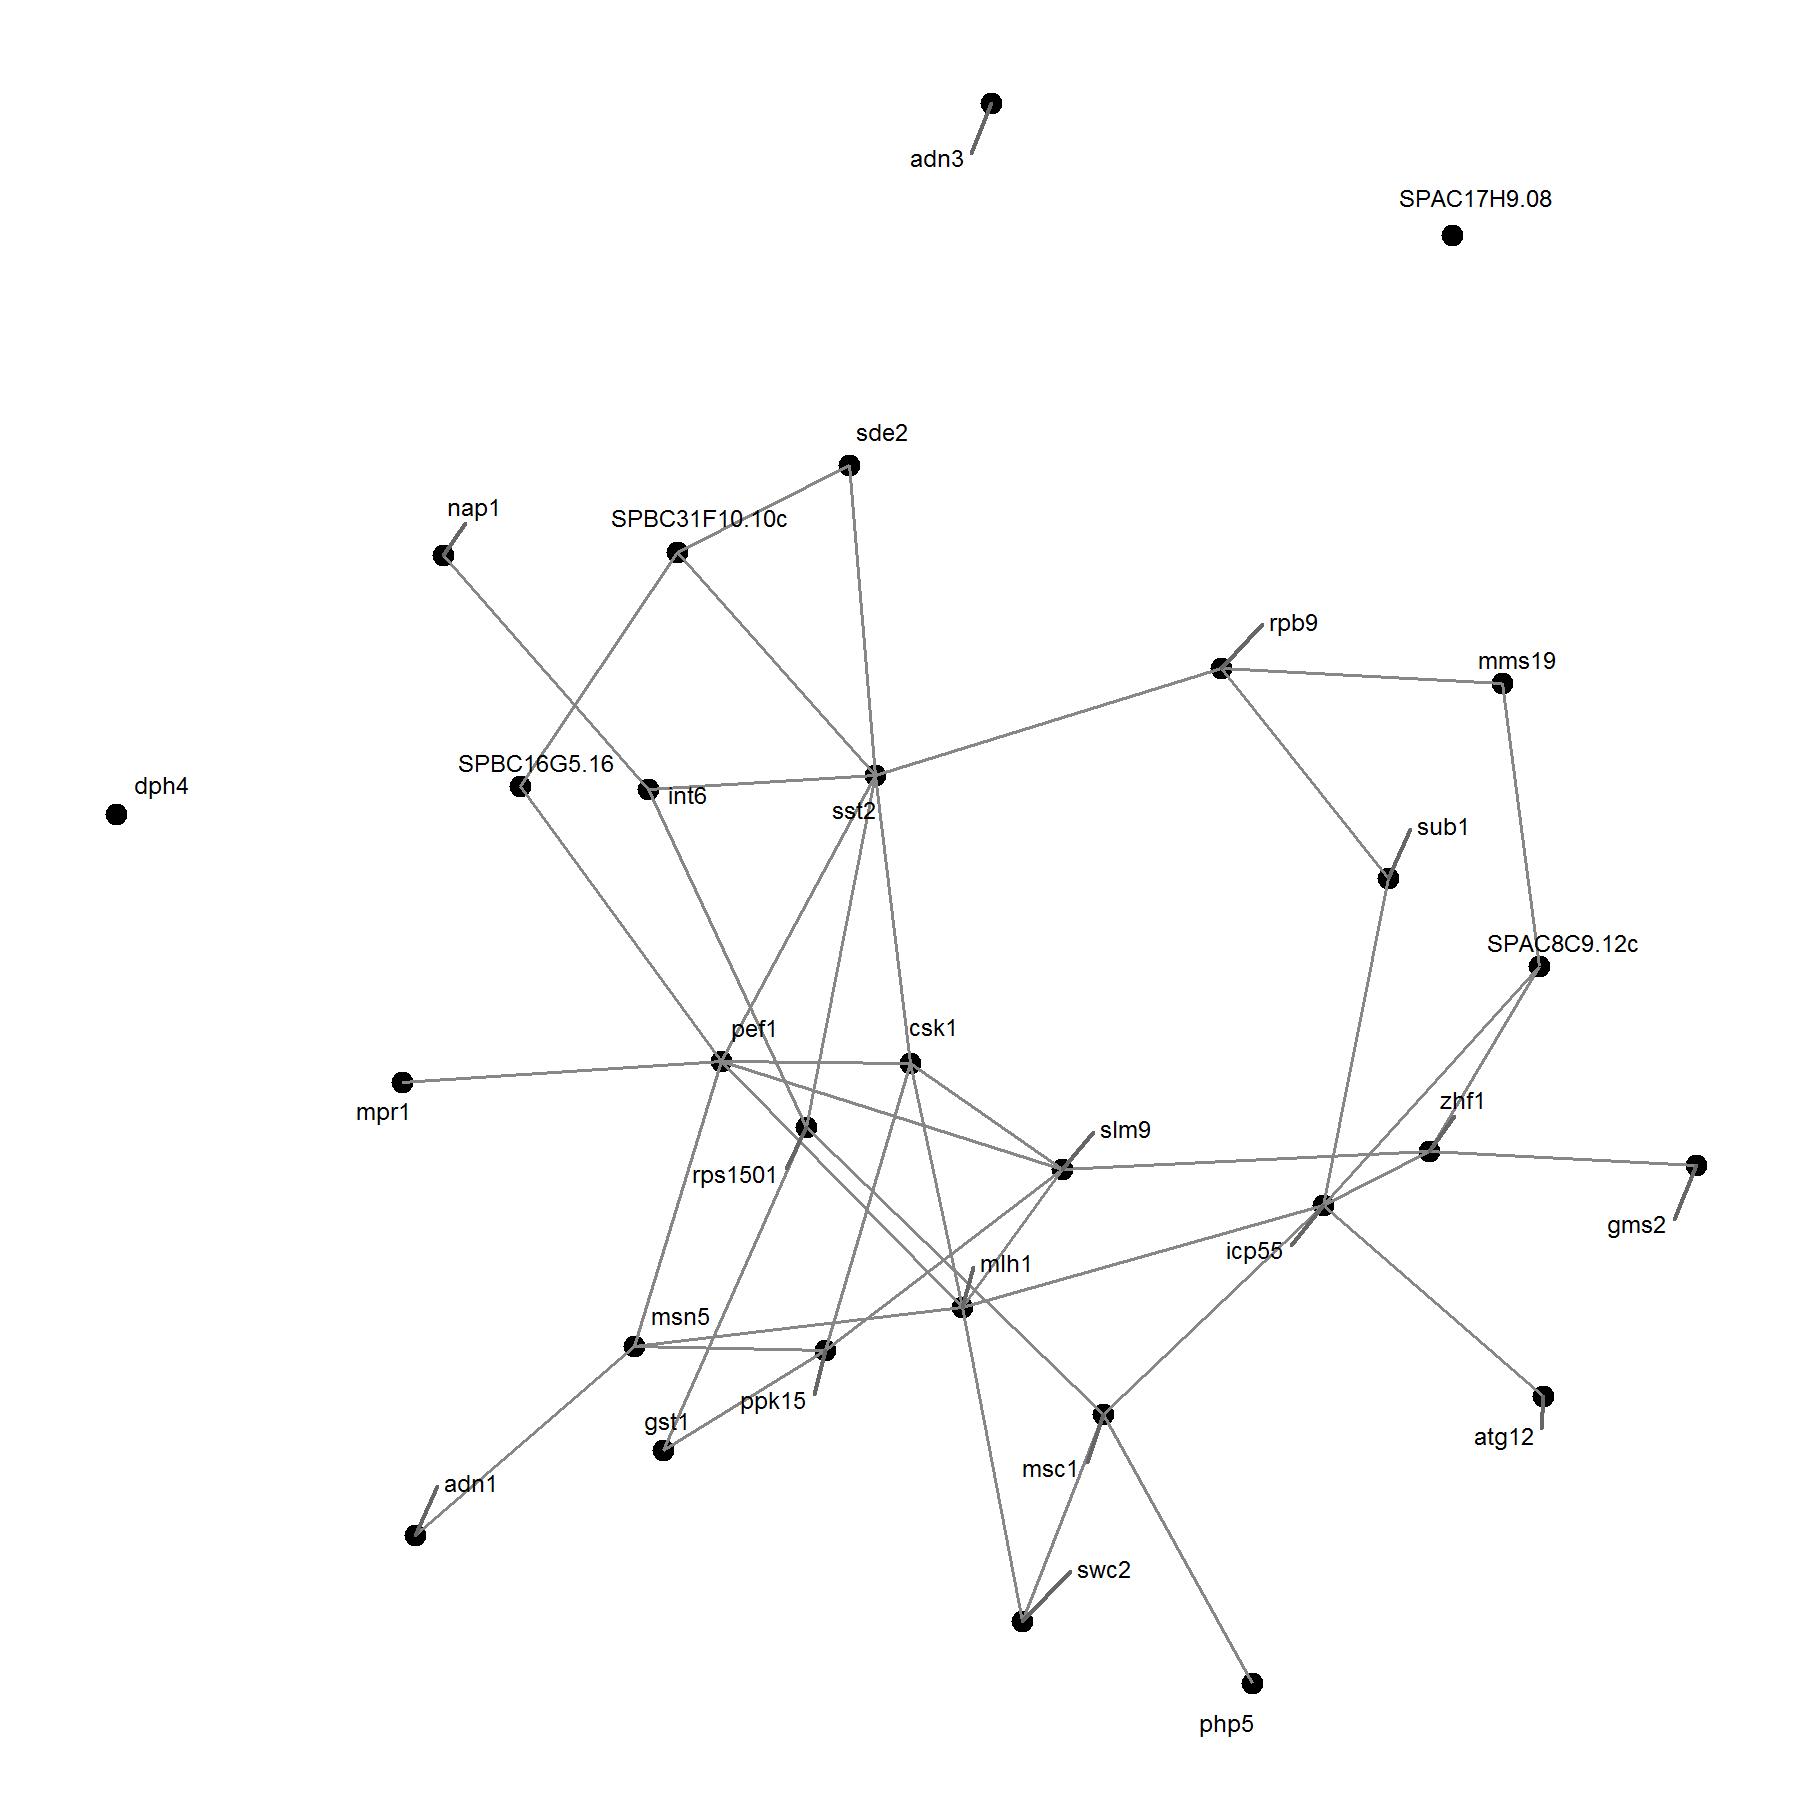 adn3
SPAC17H9.08
sde2
nap1
SPBC31F10.10c
rpb9
mms19
SPBC16G5.16
dph4
int6
sst2
sub1
SPAC8C9.12c
pef1
csk1
zhf1
mpr1
slm9
rps1501
gms2
icp55
mlh1
msn5
ppk15
gst1
atg12
msc1
adn1
swc2
php5